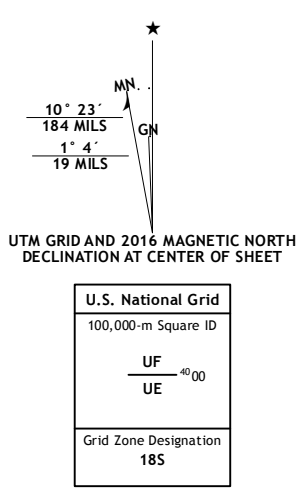 ★
MN
10° 23´
184 MILS
GN
1° 4´
19 MILS
UTM GRID AND 2016 MAGNETIC NORTH
DECLINATION AT CENTER OF SHEET
U.S. National Grid
100,000-m Square ID
UF
4000
UE
Grid Zone Designation
18S